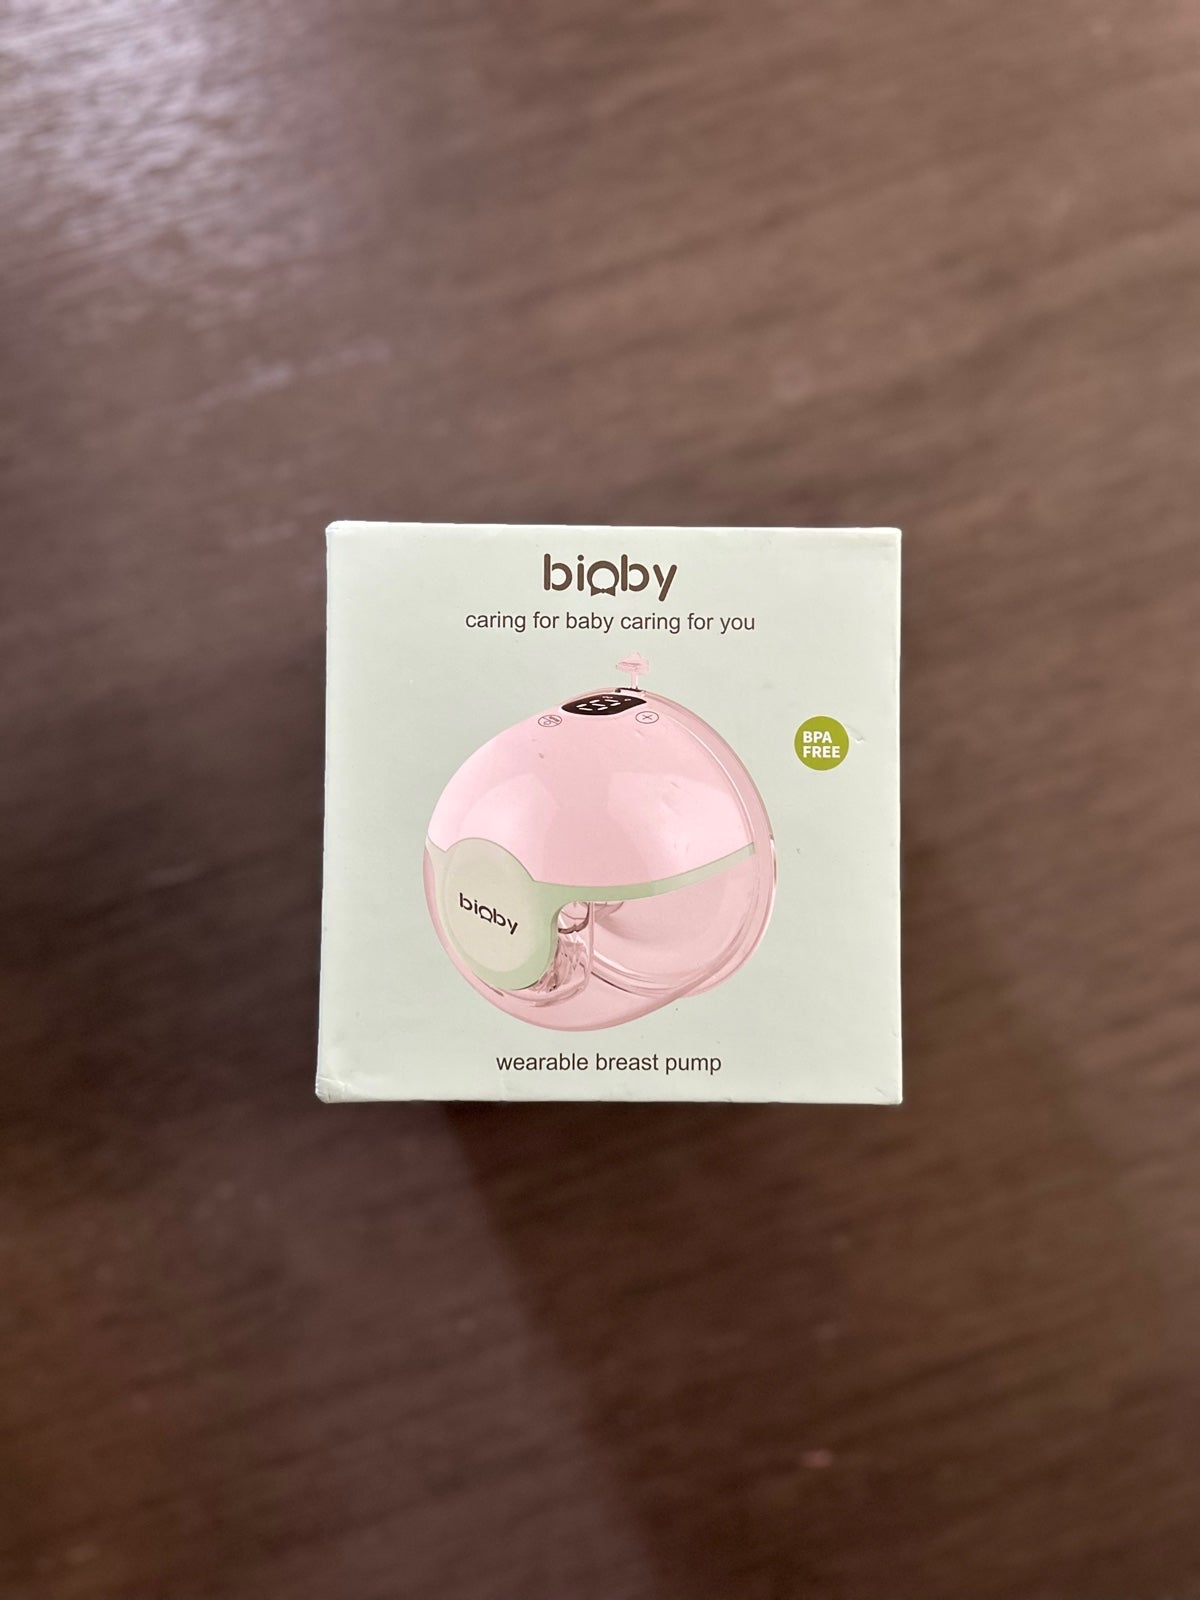 bioby
caring for baby caring for you
BPA
FREE
bioby
wearable breast pump